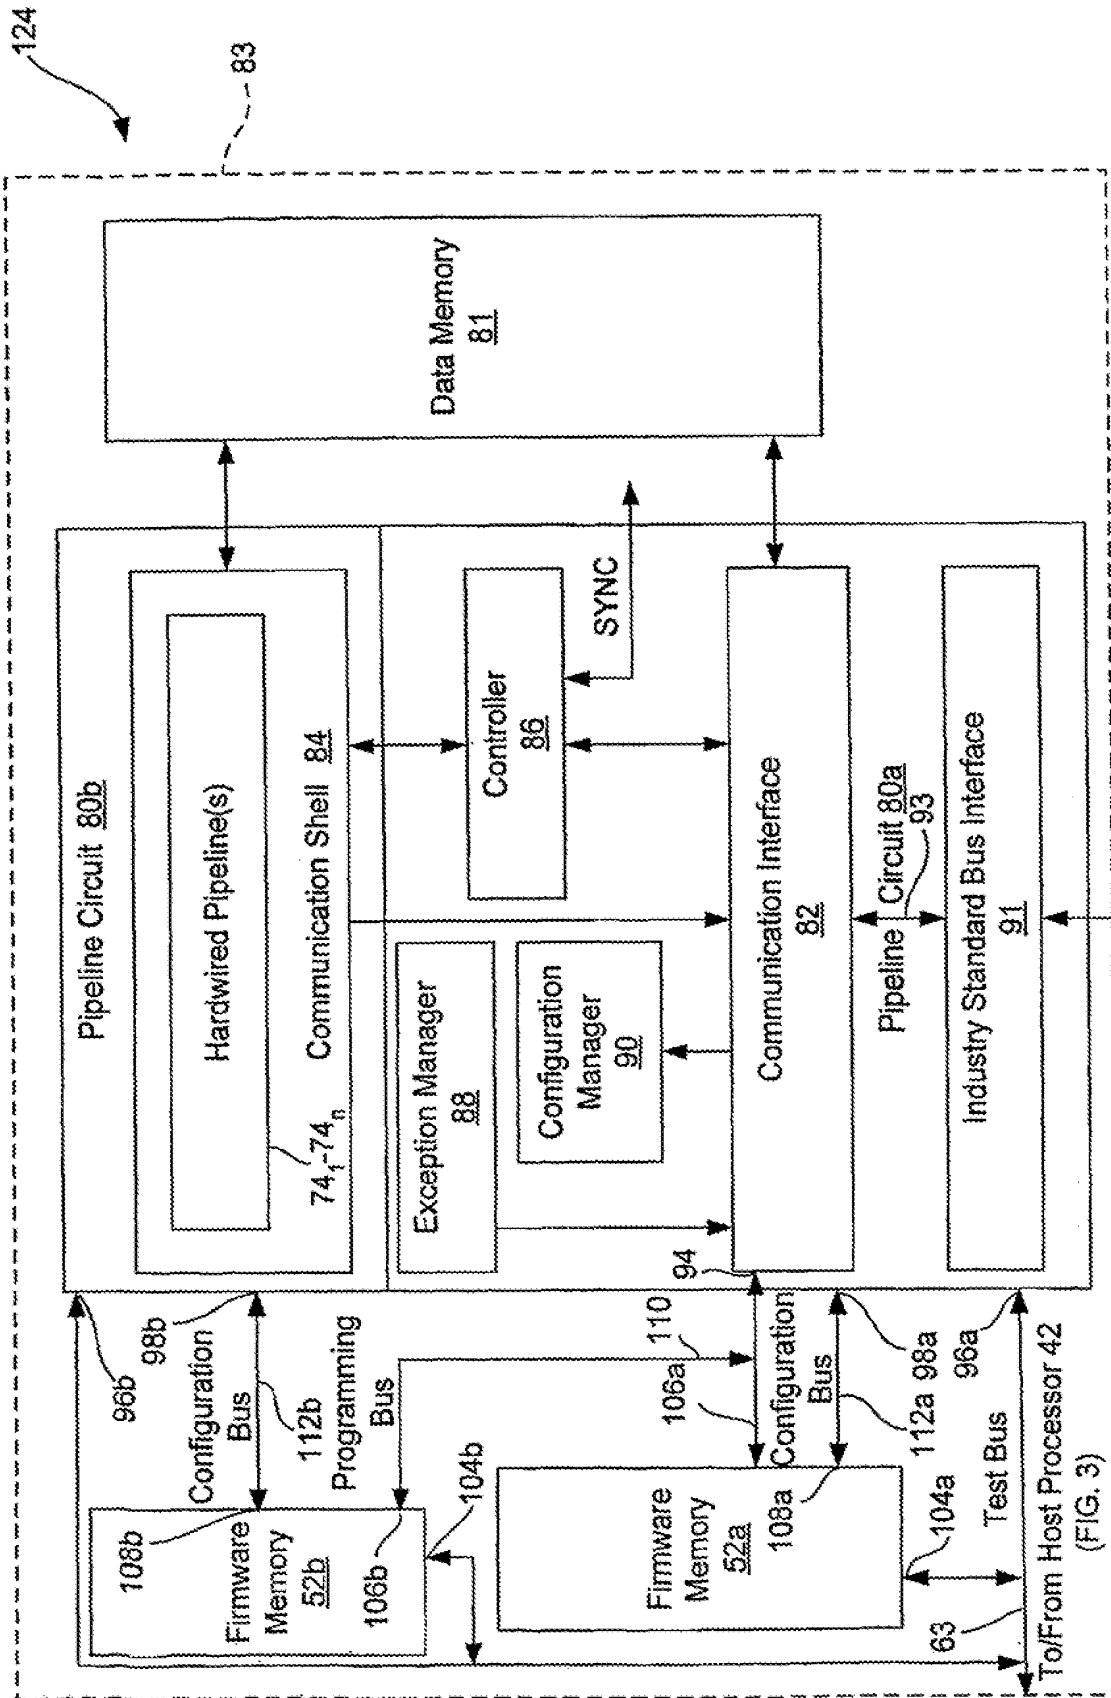 124
83
Data Memory
81
Pipeline Circuit 80b
Hardwired Pipeline(s)
74₁-74ₙ
Communication Shell 84
Controller
86
SYNC
Exception Manager
88
Configuration
Manager
90
Communication Interface
82
Pipeline Circuit 80a
93
Industry Standard Bus Interface
91
94
96b
98b
Configuration
Bus
112b
Programming
Bus
110
106a
Configuration
Bus
112a
98a
96a
108b
Firmware
Memory
52b
106b
104b
Firmware
Memory
52a
108a
104a
Test Bus
63
To/From Host Processor 42
(FIG. 3)